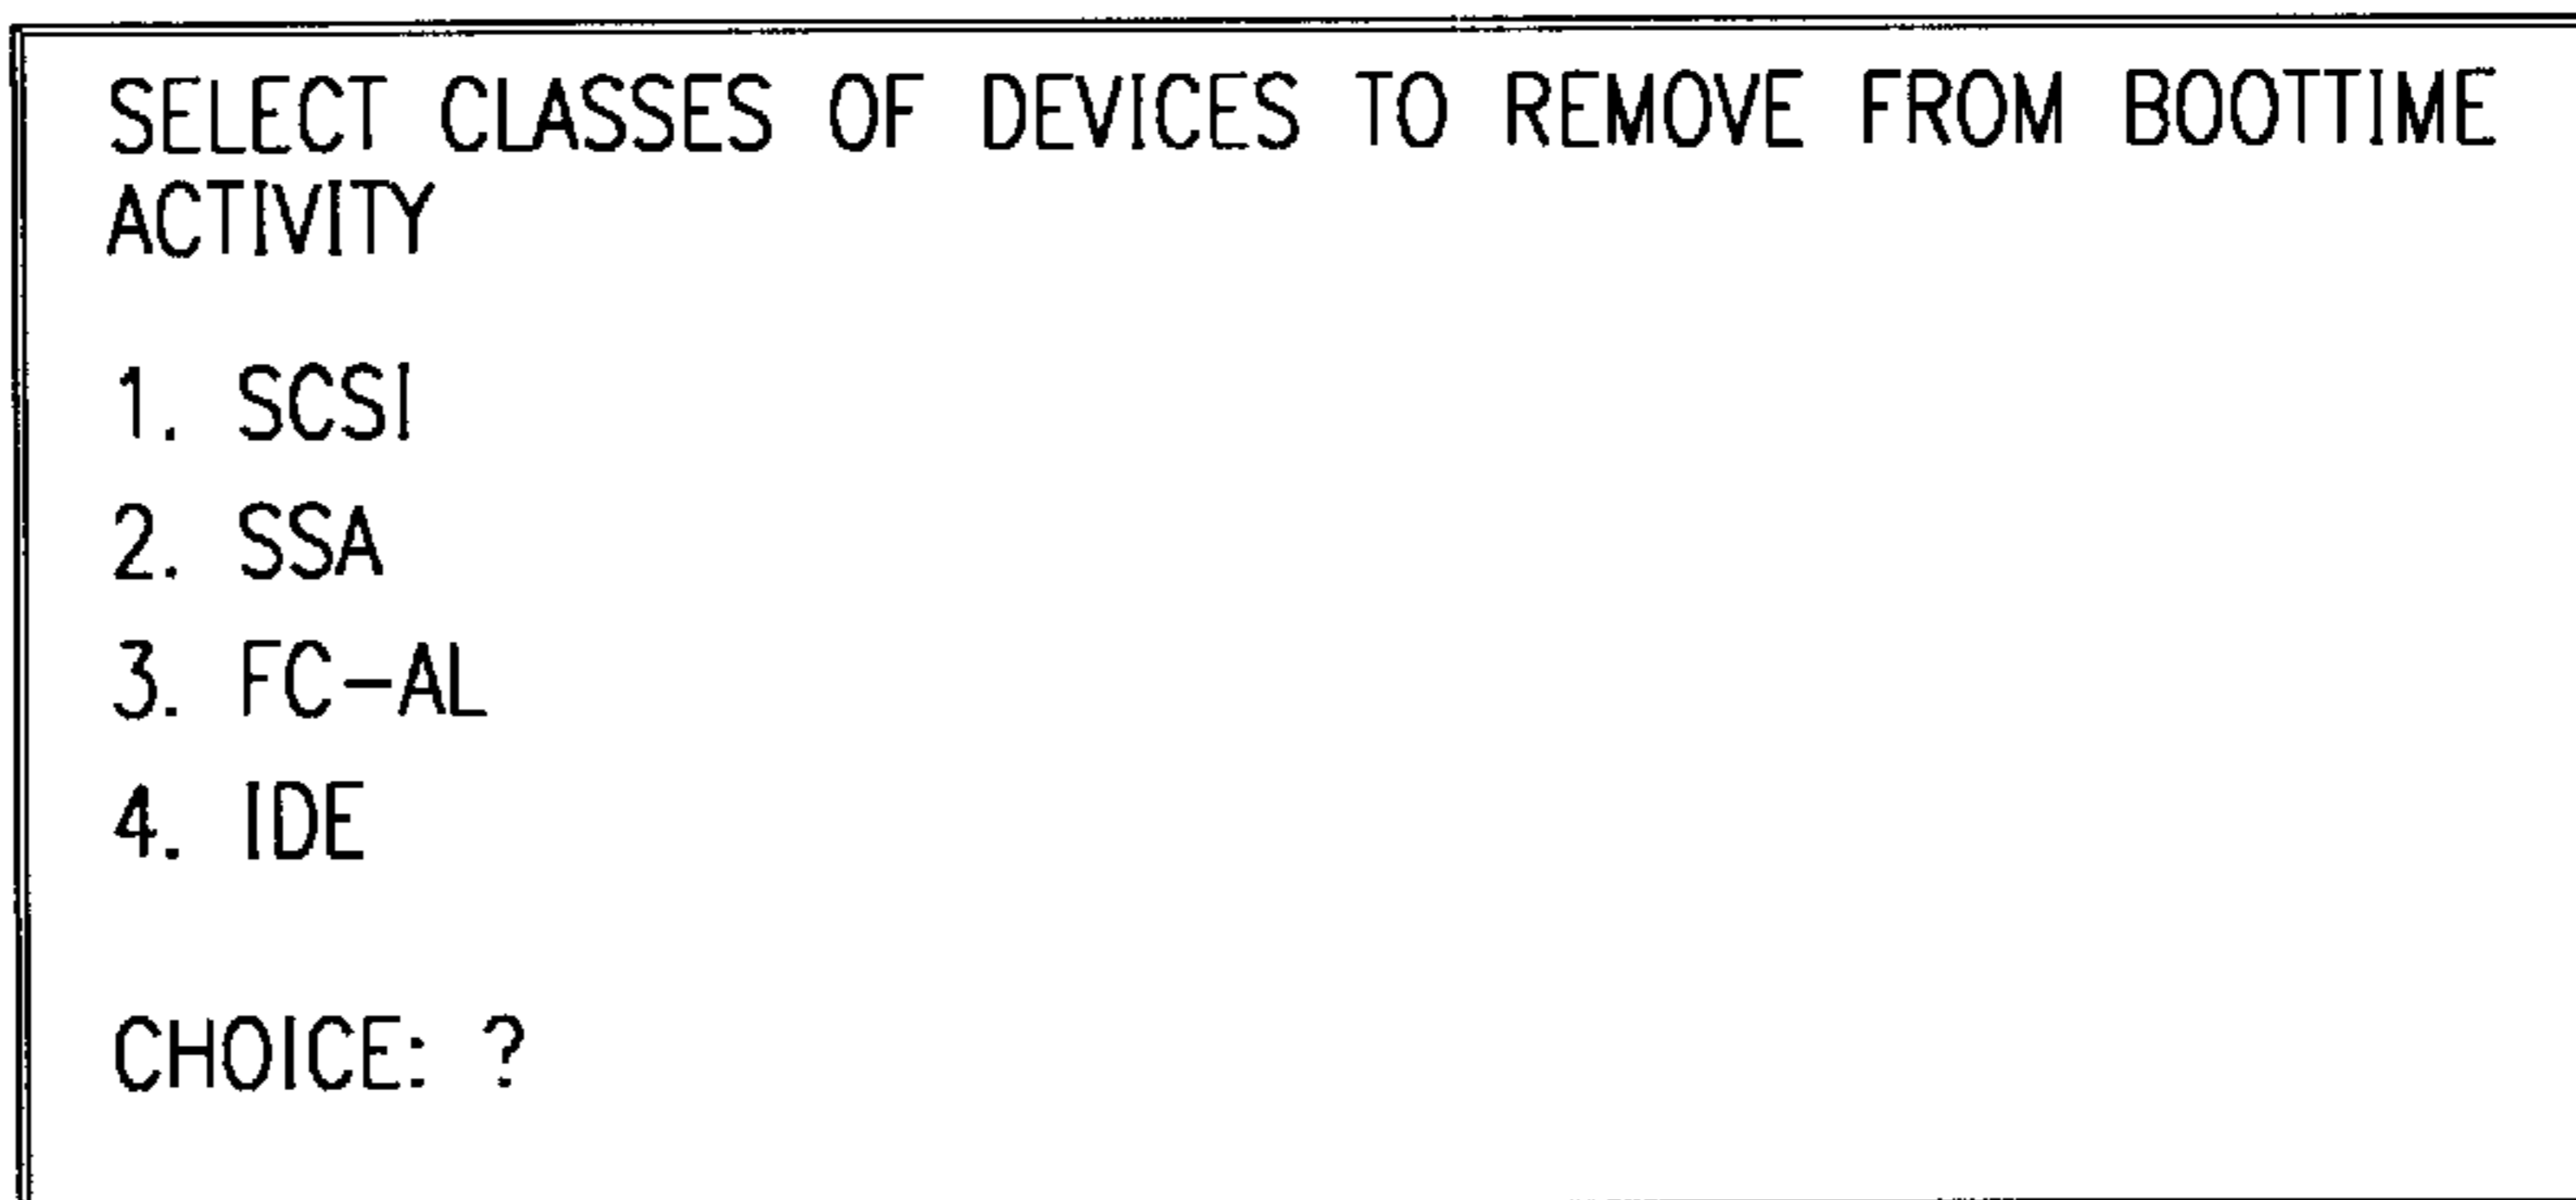 SELECT CLASSES OF DEVICES TO REMOVE FROM BOOTTIME
ACTIVITY
1. SCSI
2. SSA
3. FC-AL
4. IDE
CHOICE: ?